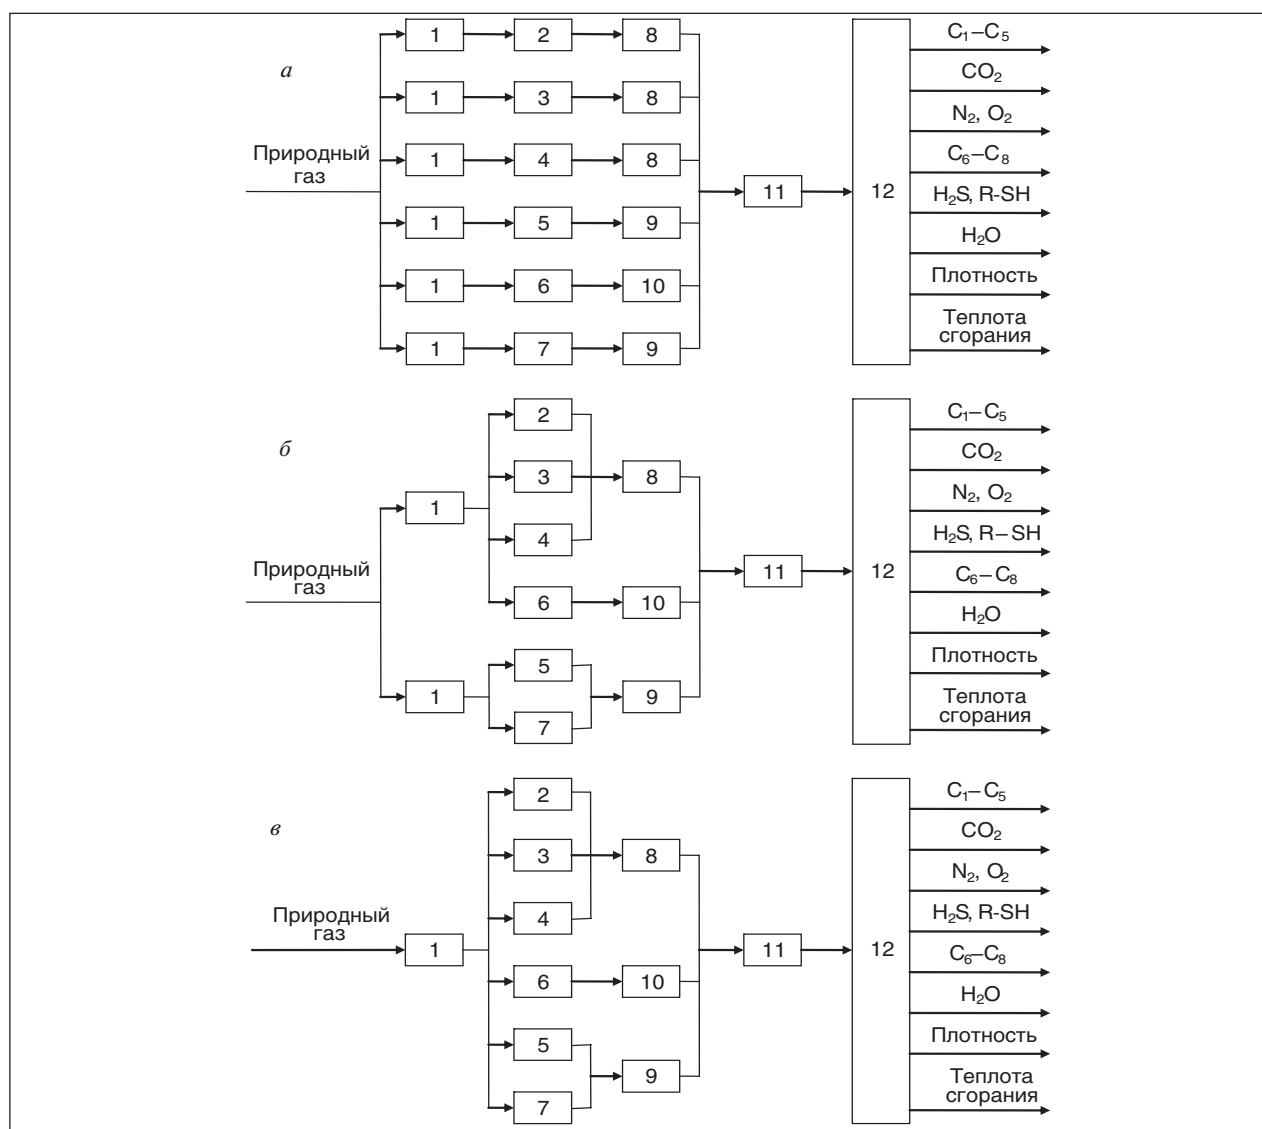 а
Природный
газ
1 2 8
1 3 8
1 4 8
1 5 9
1 6 10
1 7 9
11
12
C₁–C₅
CO₂
N₂, O₂
C₆–C₈
H₂S, R-SH
H₂O
Плотность
Теплота
сгорания
б
Природный
газ
1
2
3 8
4
6 10
1
5
9
7
11
12
C₁–C₅
CO₂
N₂, O₂
H₂S, R–SH
C₆–C₈
H₂O
Плотность
Теплота
сгорания
в
Природный
газ
1
2
3 8
4
6 10
5
9
7
11
12
C₁–C₅
CO₂
N₂, O₂
H₂S, R-SH
C₆–C₈
H₂O
Плотность
Теплота
сгорания